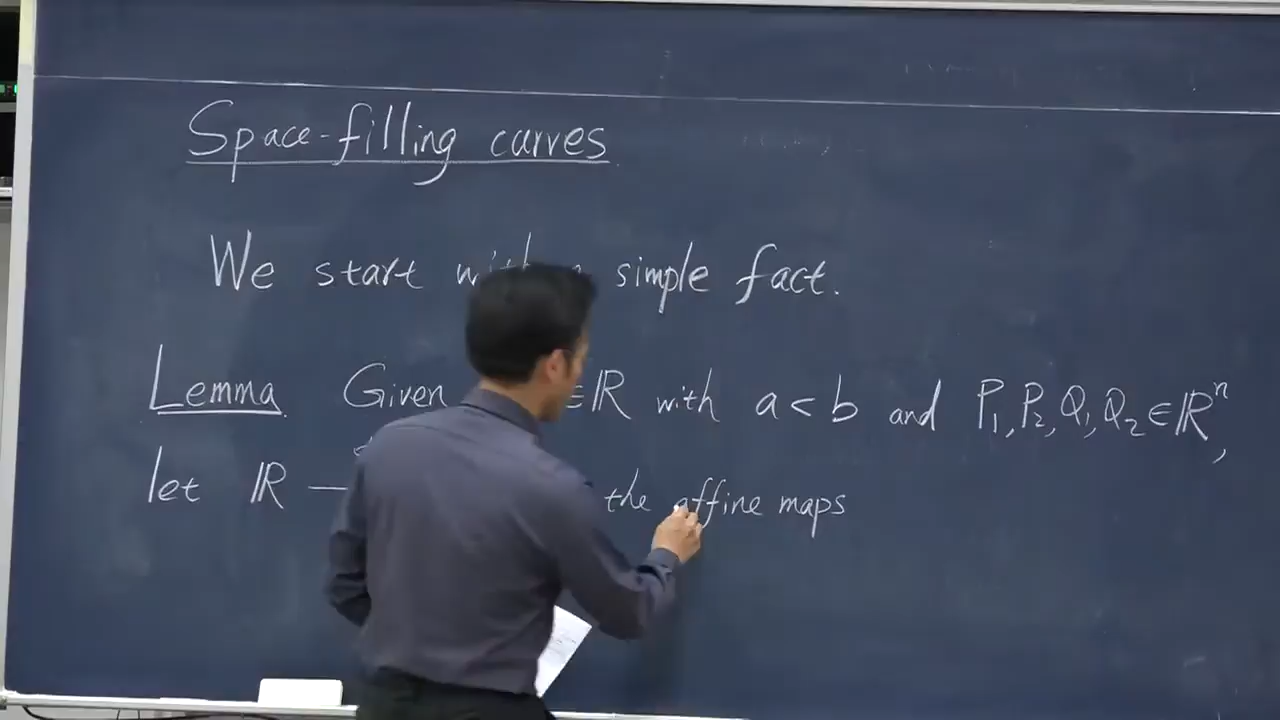 Space-filling curves
We start simple fact.
Lemma Given ∈ℝ with a < b and P₁, P₂, Q₁, Q₂ ∈ ℝⁿ,
let ℝ — the affine maps